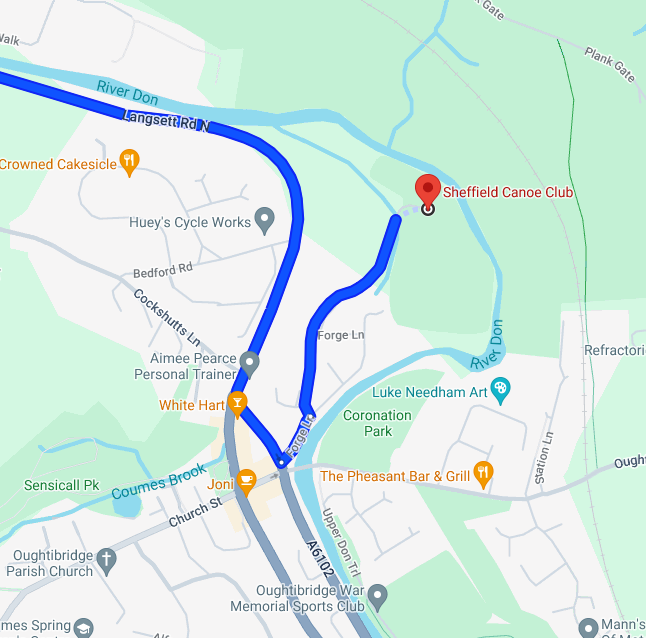 Walk
Plank Gate
Plank Gate
River Don
Langsett Rd N
Crowned Cakesicle
Sheffield Canoe Club
Huey's Cycle Works
Bedford Rd
Cockshutts Ln
Forge Ln
River Don
Refractori
Aimee Pearce
Personal Trainer
Luke Needham Art
White Hart
Coronation
Park
Forge Ln
Station Ln
Ought
Sensicall Pk
Coumes Brook
Joni
The Pheasant Bar & Grill
Church St
Upper Don Trl
A6102
Oughtibridge
Parish Church
Oughtibridge War
Memorial Sports Club
mes Spring
Mann's